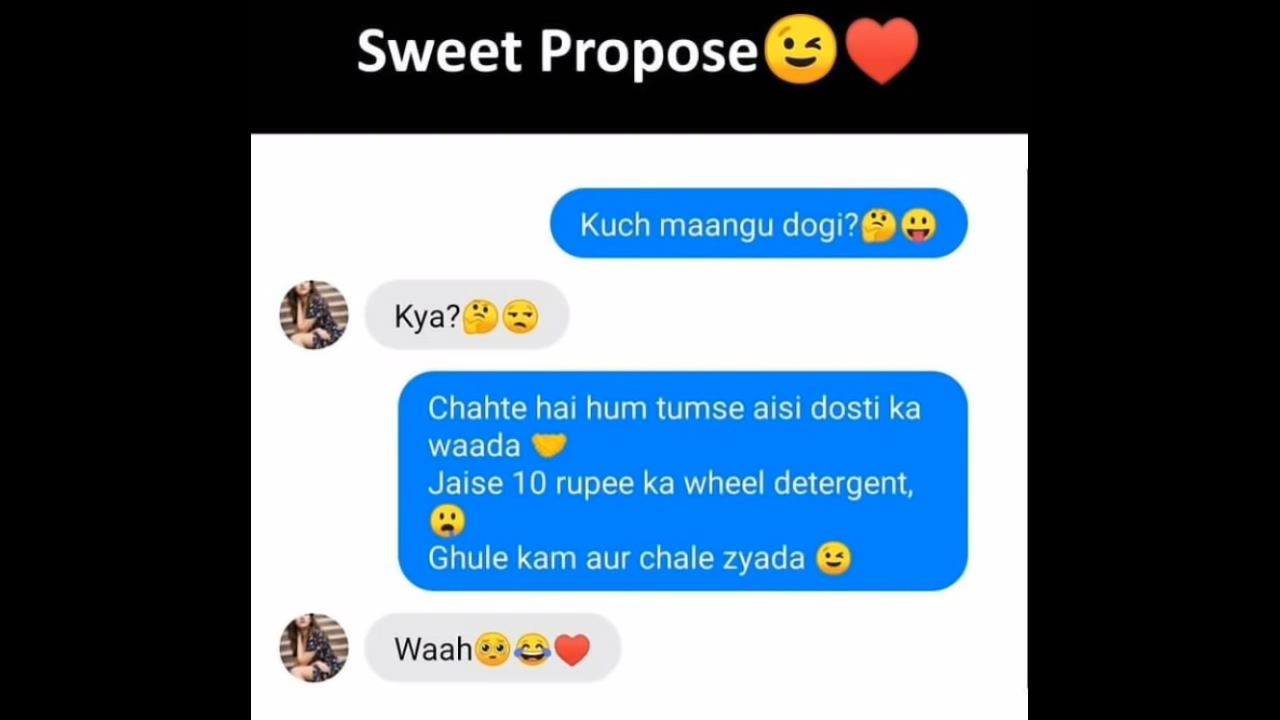 Sweet Propose😉♥️
Kuch maangu dogi?🤔😛
Kya?🤔😒
Chahte hai hum tumse aisi dosti ka
waada 🤝
Jaise 10 rupee ka wheel detergent,
😮
Ghule kam aur chale zyada 😉
Waah🥺😂♥️